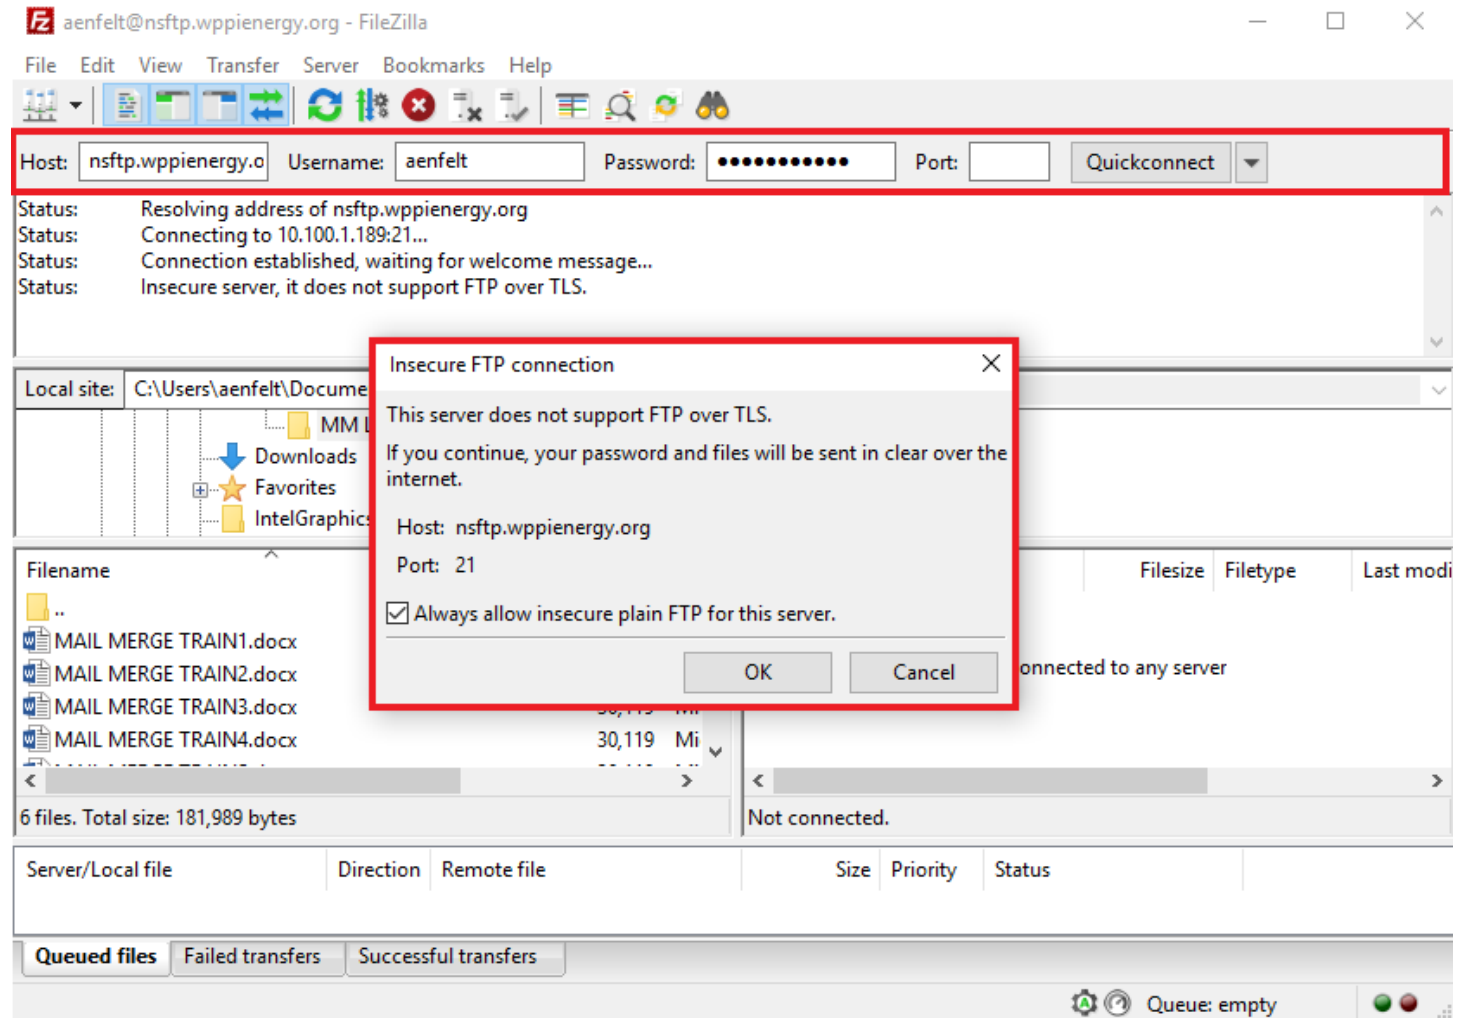 aenfelt@nsftp.wppienergy.org - FileZilla
File Edit View Transfer Server Bookmarks Help
Host: nsftp.wppienergy.o Username: aenfelt Password: ●●●●●●●●●●● Port: Quickconnect
Status: Resolving address of nsftp.wppienergy.org
Status: Connecting to 10.100.1.189:21...
Status: Connection established, waiting for welcome message...
Status: Insecure server, it does not support FTP over TLS.
Insecure FTP connection
This server does not support FTP over TLS.
If you continue, your password and files will be sent in clear over the
internet.
Host: nsftp.wppienergy.org
Port: 21
Always allow insecure plain FTP for this server.
OK Cancel
Local site: C:\Users\aenfelt\Docume
MM L
Downloads
Favorites
IntelGraphics
Filename
..
MAIL MERGE TRAIN1.docx
MAIL MERGE TRAIN2.docx
MAIL MERGE TRAIN3.docx
MAIL MERGE TRAIN4.docx 30,119 Mi
6 files. Total size: 181,989 bytes
Filesize Filetype Last modi
onnected to any server
Not connected.
Server/Local file Direction Remote file Size Priority Status
Queued files Failed transfers Successful transfers
Queue: empty